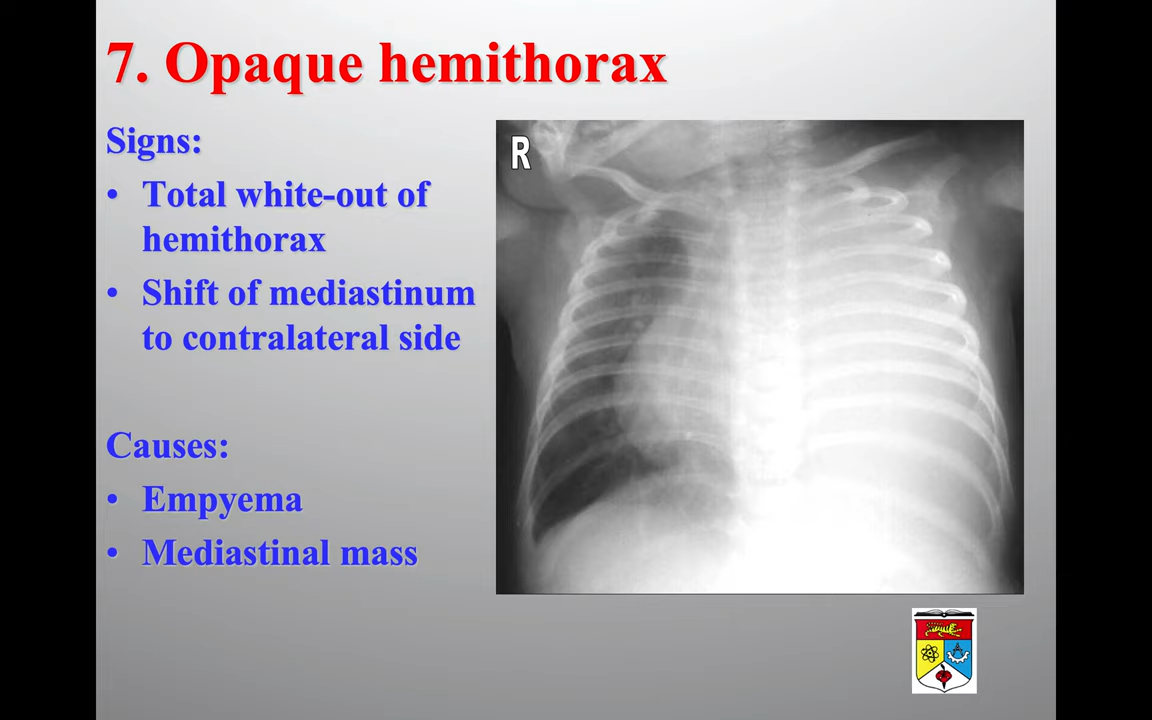 7. Opaque hemithorax
Signs:
• Total white-out of
hemithorax
• Shift of mediastinum
to contralateral side
Causes:
• Empyema
• Mediastinal mass
R